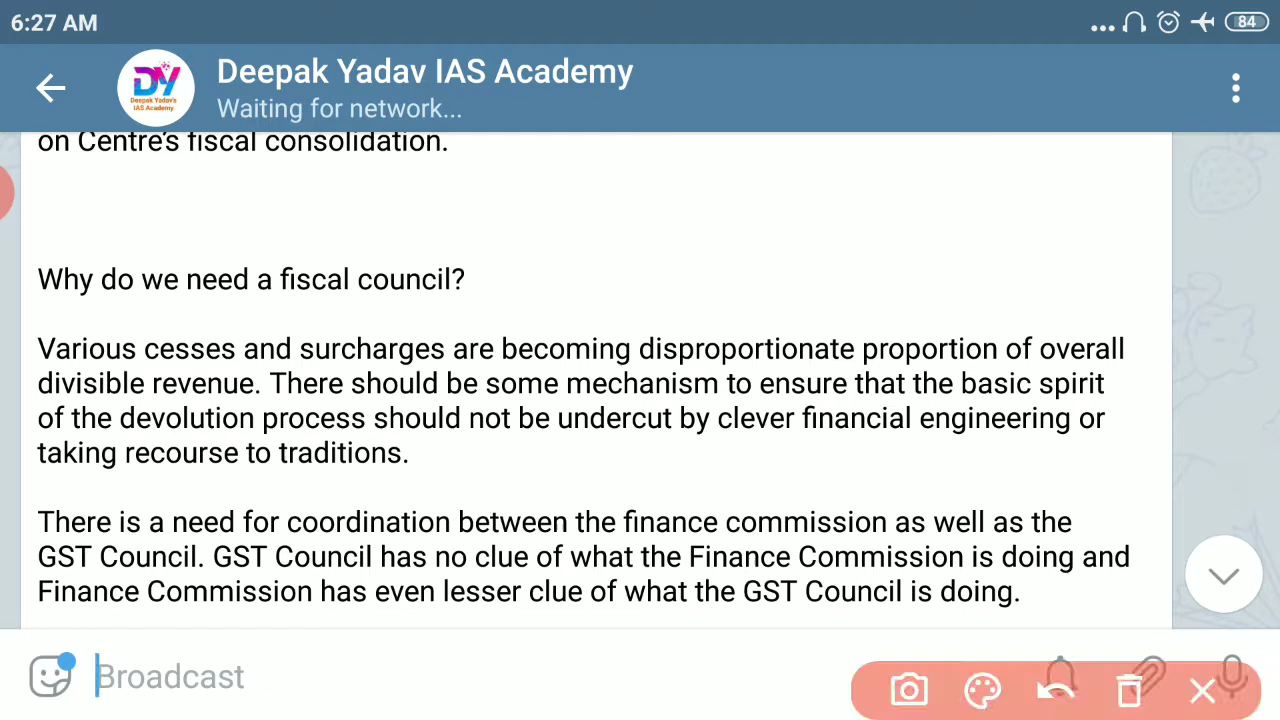 6:27 AM
84
DY
Deepak Yadav's
IAS Academy
Deepak Yadav IAS Academy
Waiting for network...
on Centre's fiscal consolidation.
Why do we need a fiscal council?
Various cesses and surcharges are becoming disproportionate proportion of overall
divisible revenue. There should be some mechanism to ensure that the basic spirit
of the devolution process should not be undercut by clever financial engineering or
taking recourse to traditions.
There is a need for coordination between the finance commission as well as the
GST Council. GST Council has no clue of what the Finance Commission is doing and
Finance Commission has even lesser clue of what the GST Council is doing.
Broadcast